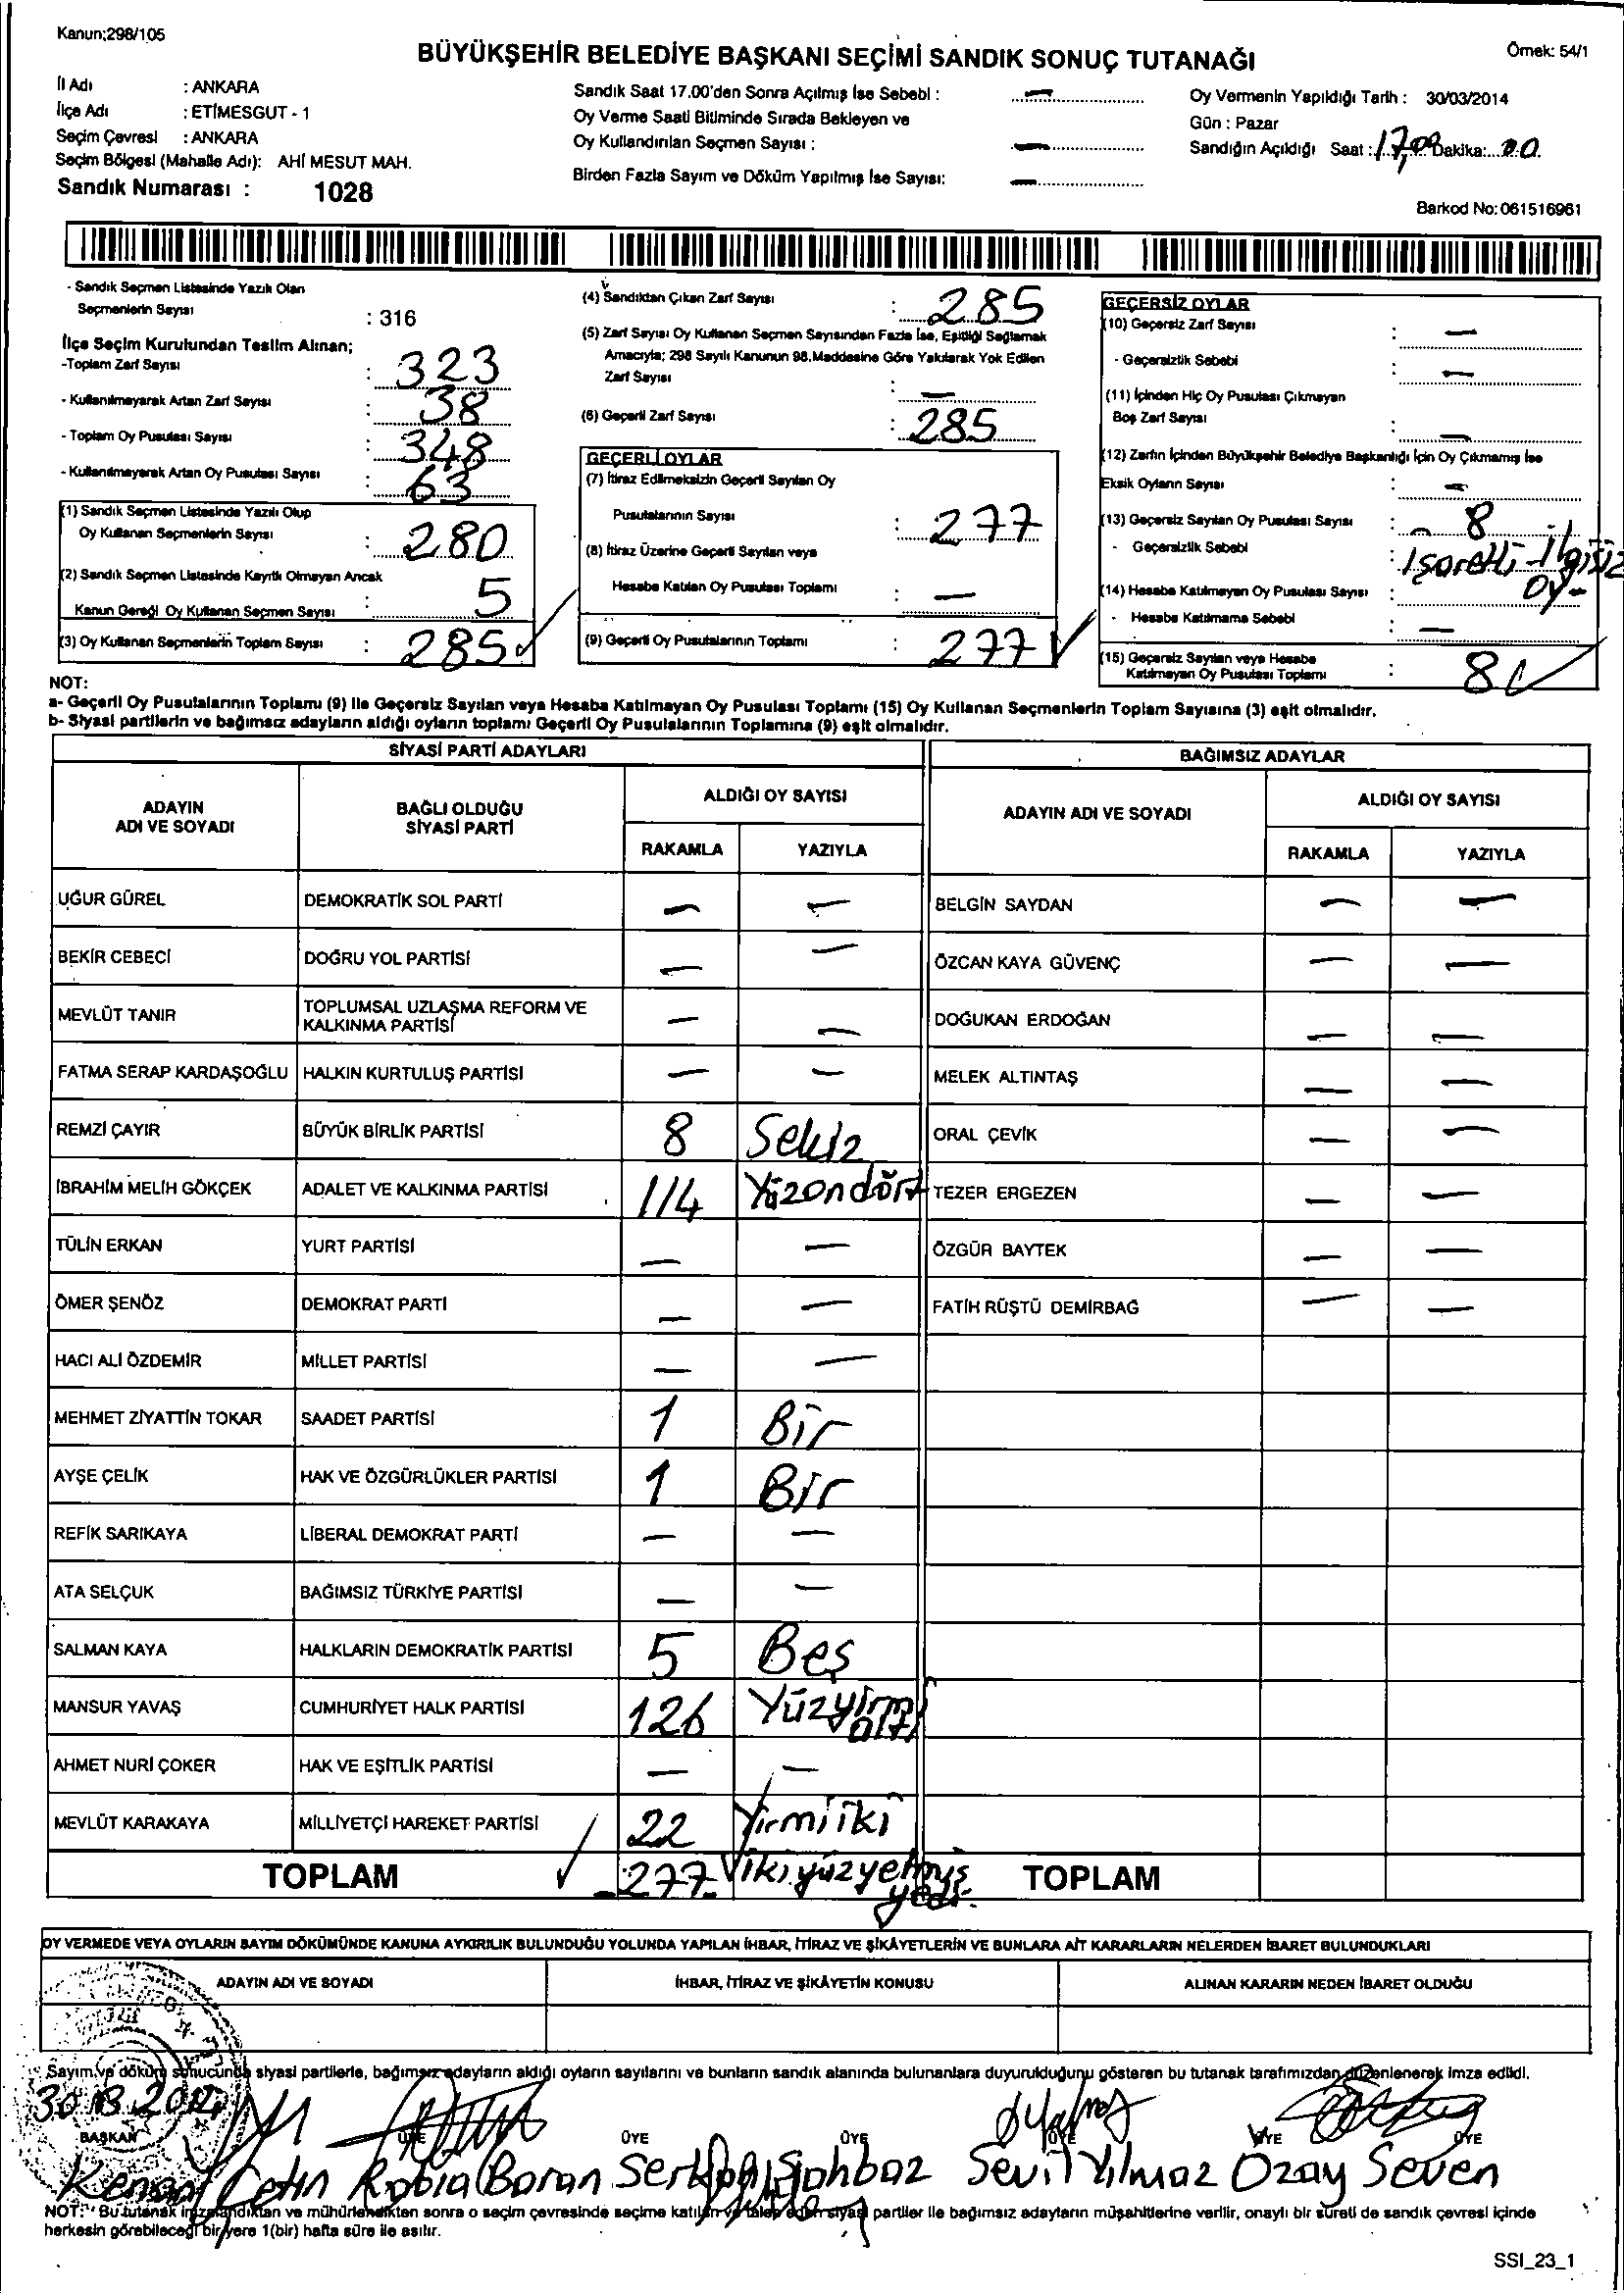 Kanun;298/105
BÜYÜKŞEHİR BELEDİYE BAŞKANI SEÇİMİ SANDIK SONUÇ TUTANAĞI
Örnek: 54/1
İl Adı : ANKARA
İlçe Adı : ETİMESGUT - 1
Seçim Çevresi : ANKARA
Seçim Bölgesi (Mahalle Adı): AHİ MESUT MAH.
Sandık Numarası : 1028
Sandık Saat 17.00'den Sonra Açılmış İse Sebebi : —
Oy Verme Saati Bitiminde Sırada Bekleyen ve
Oy Kullandırılan Seçmen Sayısı : —
Birden Fazla Sayım ve Döküm Yapılmış İse Sayısı: —
Oy Vermenin Yapıldığı Tarih : 30/03/2014
Gün : Pazar
Sandığın Açıldığı Saat : 17,00 Dakika: 00
Barkod No: 061516961
- Sandık Seçmen Listesinde Yazılı Olan
Seçmenlerin Sayısı : 316
İlçe Seçim Kurulundan Teslim Alınan;
-Toplam Zarf Sayısı : 323
- Kullanılmayarak Artan Zarf Sayısı : 38
- Toplam Oy Pusulası Sayısı : 348
- Kullanılmayarak Artan Oy Pusulası Sayısı : 63
(1) Sandık Seçmen Listesinde Yazılı Olup
Oy Kullanan Seçmenlerin Sayısı : 280
(2) Sandık Seçmen Listesinde Kayıtlı Olmayan Ancak
Kanun Gereği Oy Kullanan Seçmen Sayısı : 5
(3) Oy Kullanan Seçmenlerin Toplam Sayısı : 285
(4) Sandıktan Çıkan Zarf Sayısı : 285
(5) Zarf Sayısı Oy Kullanan Seçmen Sayısından Fazla İse, Eşitliği Sağlamak
Amacıyla; 298 Sayılı Kanunun 98.Maddesine Göre Yakılarak Yok Edilen
Zarf Sayısı : —
(6) Geçerli Zarf Sayısı : 285
GEÇERLİ OYLAR
(7) İtiraz Edilmeksizin Geçerli Sayılan Oy
Pusulalarının Sayısı : 277
(8) İtiraz Üzerine Geçerli Sayılan veya
Hesaba Katılan Oy Pusulası Toplamı : —
(9) Geçerli Oy Pusulalarının Toplamı : 277
GEÇERSİZ OYLAR
(10) Geçersiz Zarf Sayısı : —
- Geçersizlik Sebebi : —
(11) İçinden Hiç Oy Pusulası Çıkmayan
Boş Zarf Sayısı : —
(12) Zarfın İçinden Büyükşehir Belediye Başkanlığı İçin Oy Çıkmamış İse
Eksik Oyların Sayısı : —
(13) Geçersiz Sayılan Oy Pusulası Sayısı : 8
- Geçersizlik Sebebi : İşaretli - İlgisiz
oy -
(14) Hesaba Katılmayan Oy Pusulası Sayısı :
- Hesaba Katılmama Sebebi : —
(15) Geçersiz Sayılan veya Hesaba
Katılmayan Oy Pusulası Toplamı : 8
NOT:
a- Geçerli Oy Pusulalarının Toplamı (9) ile Geçersiz Sayılan veya Hesaba Katılmayan Oy Pusulası Toplamı (15) Oy Kullanan Seçmenlerin Toplam Sayısına (3) eşit olmalıdır.
b- Siyasi partilerin ve bağımsız adayların aldığı oyların toplamı Geçerli Oy Pusulalarının Toplamına (9) eşit olmalıdır.
SİYASİ PARTİ ADAYLARI BAĞIMSIZ ADAYLAR
ADAYIN ADI VE SOYADI BAĞLI OLDUĞU SİYASİ PARTİ ALDIĞI OY SAYISI ADAYIN ADI VE SOYADI ALDIĞI OY SAYISI
RAKAMLA YAZIYLA RAKAMLA YAZIYLA
UĞUR GÜREL DEMOKRATİK SOL PARTİ — — BELGİN SAYDAN — —
BEKİR CEBECİ DOĞRU YOL PARTİSİ — — ÖZCAN KAYA GÜVENÇ — —
MEVLÜT TANIR TOPLUMSAL UZLAŞMA REFORM VE KALKINMA PARTİSİ — — DOĞUKAN ERDOĞAN — —
FATMA SERAP KARDAŞOĞLU HALKIN KURTULUŞ PARTİSİ — — MELEK ALTINTAŞ — —
REMZİ ÇAYIR BÜYÜK BİRLİK PARTİSİ 8 Sekiz ORAL ÇEVİK — —
İBRAHİM MELİH GÖKÇEK ADALET VE KALKINMA PARTİSİ 114 Yüzondört TEZER ERGEZEN — —
TÜLİN ERKAN YURT PARTİSİ — — ÖZGÜR BAYTEK — —
ÖMER ŞENÖZ DEMOKRAT PARTİ — — FATİH RÜŞTÜ DEMİRBAĞ — —
HACI ALİ ÖZDEMİR MİLLET PARTİSİ — —
MEHMET ZİYATTİN TOKAR SAADET PARTİSİ 1 Bir
AYŞE ÇELİK HAK VE ÖZGÜRLÜKLER PARTİSİ 1 Bir
REFİK SARIKAYA LİBERAL DEMOKRAT PARTİ — —
ATA SELÇUK BAĞIMSIZ TÜRKİYE PARTİSİ — —
SALMAN KAYA HALKLARIN DEMOKRATİK PARTİSİ 5 Beş
MANSUR YAVAŞ CUMHURİYET HALK PARTİSİ 126 Yüzyirmi altı
AHMET NURİ ÇOKER HAK VE EŞİTLİK PARTİSİ — —
MEVLÜT KARAKAYA MİLLİYETÇİ HAREKET PARTİSİ 22 Yirmi iki
TOPLAM 277 ikiyüzyetmiş yedi. TOPLAM
OY VERMEDE VEYA OYLARIN SAYIM DÖKÜMÜNDE KANUNA AYKIRILIK BULUNDUĞU YOLUNDA YAPILAN İHBAR, İTİRAZ VE ŞİKÂYETLERİN VE BUNLARA AİT KARARLARIN NELERDEN İBARET BULUNDUKLARI
ADAYIN ADI VE SOYADI İHBAR, İTİRAZ VE ŞİKÂYETİN KONUSU ALINAN KARARIN NEDEN İBARET OLDUĞU
Sayım ve döküm sonucunda siyasi partilerle, bağımsız adayların aldığı oyların sayılarını ve bunların sandık alanında bulunanlara duyurulduğunu gösteren bu tutanak tarafımızdan düzenlenerek imza edildi.
30.03.2014
BAŞKAN ÜYE ÜYE ÜYE ÜYE ÜYE ÜYE
Kenan Çetin Rabia Baran Serkan Şahbaz Sevil Yılmaz Özay Seven
NOT: Bu tutanak imzalandıktan ve mühürlendikten sonra o seçim çevresinde seçime katılan ve talep eden siyasi partiler ile bağımsız adayların müşahitlerine verilir, onaylı bir sureti de sandık çevresi içinde
herkesin görebileceği bir yere 1(bir) hafta süre ile asılır.
SSI_23_1